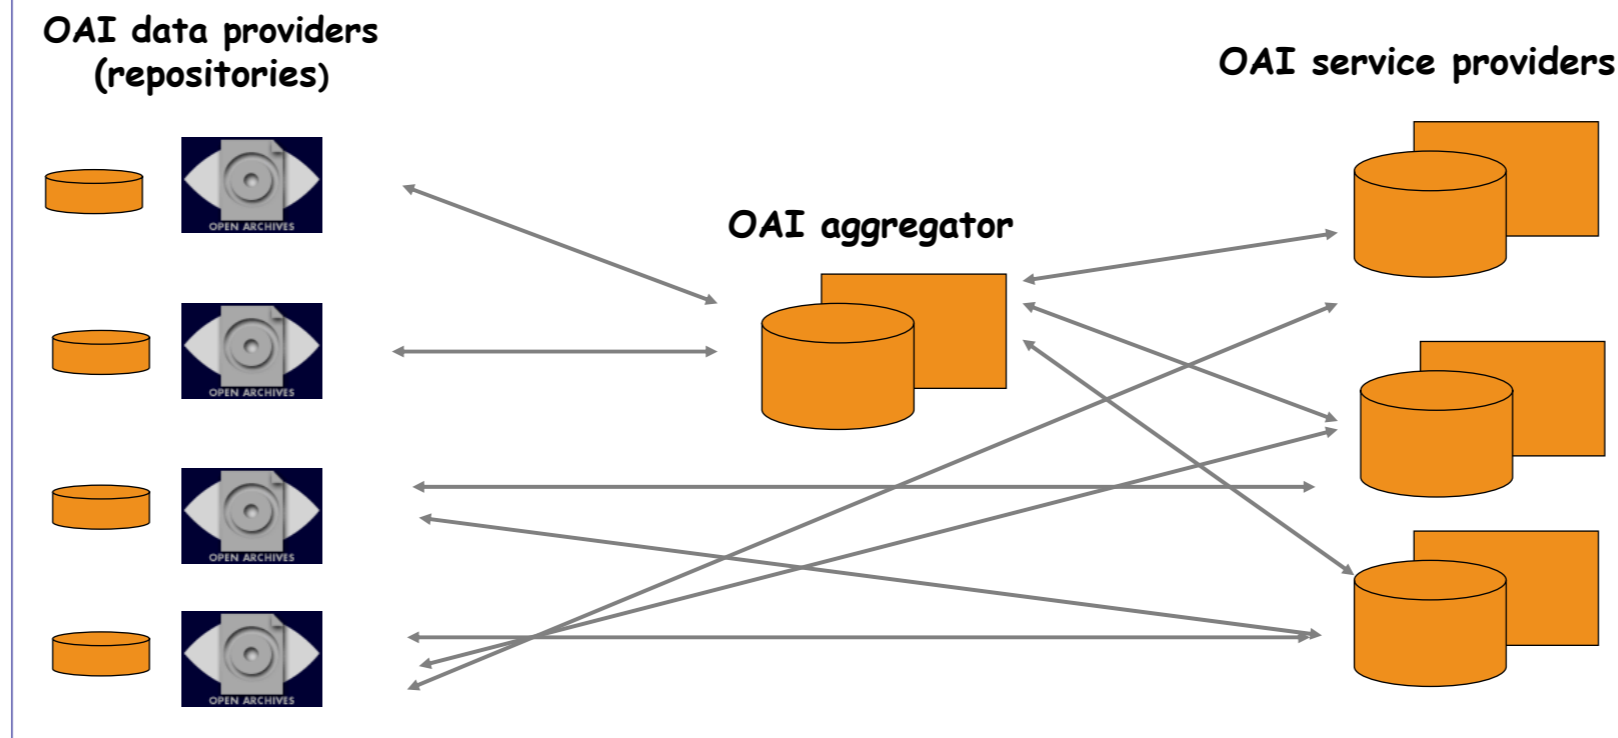 OAI data providers
(repositories)
OAI service providers
OPEN ARCHIVES
OAI aggregator
OPEN ARCHIVES
OPEN ARCHIVES
OPEN ARCHIVES